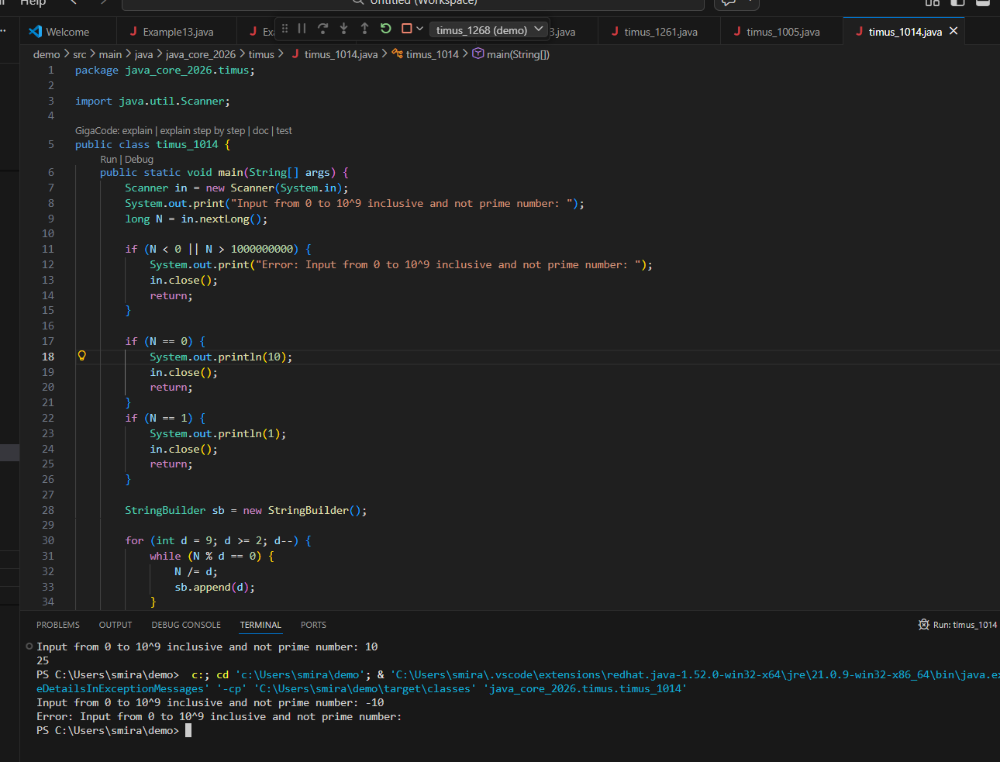 Help
Untitled (Workspace)
Welcome
Example13.java
Ex
timus_1268 (demo)
3.java
timus_1261.java
timus_1005.java
timus_1014.java
demo > src > main > java > java_core_2026 > timus > timus_1014.java > timus_1014 > main(String[])
1 package java_core_2026.timus;
2
3 import java.util.Scanner;
4
GigaCode: explain | explain step by step | doc | test
5 public class timus_1014 {
Run | Debug
6 public static void main(String[] args) {
7 Scanner in = new Scanner(System.in);
8 System.out.print("Input from 0 to 10^9 inclusive and not prime number: ");
9 long N = in.nextLong();
10
11 if (N < 0 || N > 1000000000) {
12 System.out.print("Error: Input from 0 to 10^9 inclusive and not prime number: ");
13 in.close();
14 return;
15 }
16
17 if (N == 0) {
18 System.out.println(10);
19 in.close();
20 return;
21 }
22 if (N == 1) {
23 System.out.println(1);
24 in.close();
25 return;
26 }
27
28 StringBuilder sb = new StringBuilder();
29
30 for (int d = 9; d >= 2; d--) {
31 while (N % d == 0) {
32 N /= d;
33 sb.append(d);
34 }
PROBLEMS OUTPUT DEBUG CONSOLE TERMINAL PORTS
Run: timus_1014
Input from 0 to 10^9 inclusive and not prime number: 10
25
PS C:\Users\smira\demo> c:; cd 'c:\Users\smira\demo'; & 'C:\Users\smira\.vscode\extensions\redhat.java-1.52.0-win32-x64\jre\21.0.9-win32-x86_64\bin\java.ex
eDetailsInExceptionMessages' '-cp' 'C:\Users\smira\demo\target\classes' 'java_core_2026.timus.timus_1014'
Input from 0 to 10^9 inclusive and not prime number: -10
Error: Input from 0 to 10^9 inclusive and not prime number:
PS C:\Users\smira\demo>